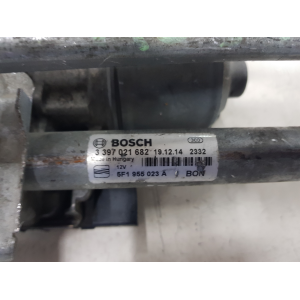 BOSCH
3 397 021 682 19.12.14 2332
Made in Hungary
12V
5F1 955 023 A / BON